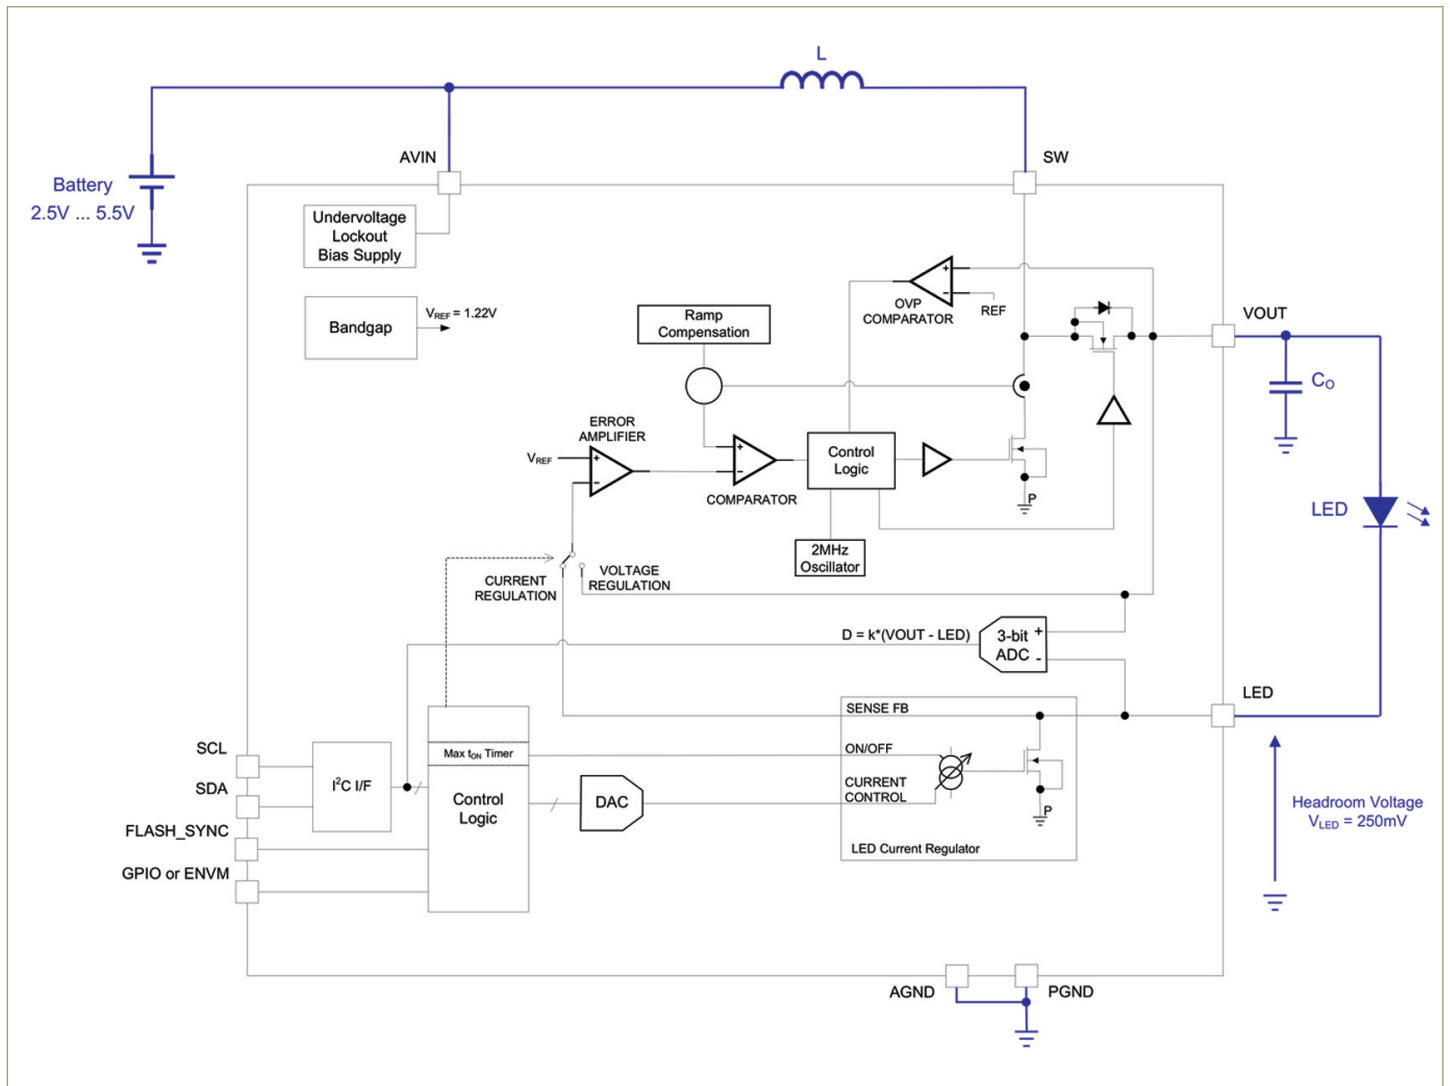 L
AVIN
SW
Battery
2.5V ... 5.5V
Undervoltage
Lockout
Bias Supply
Bandgap
VREF = 1.22V
Ramp
Compensation
+
-
OVP
COMPARATOR
REF
VOUT
CO
ERROR
AMPLIFIER
VREF
+
-
+
-
COMPARATOR
Control
Logic
P
2MHz
Oscillator
LED
CURRENT
REGULATION
VOLTAGE
REGULATION
D = k*(VOUT - LED)
3-bit
ADC
+
-
LED
SENSE FB
ON/OFF
CURRENT
CONTROL
P
LED Current Regulator
SCL
SDA
FLASH_SYNC
GPIO or ENVM
I²C I/F
Max tON Timer
Control
Logic
DAC
Headroom Voltage
VLED = 250mV
AGND
PGND